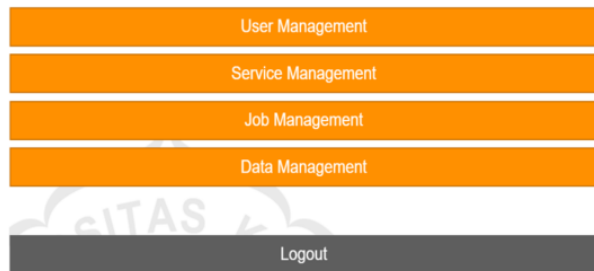 User Management
Service Management
Job Management
Data Management
SITAS
Logout